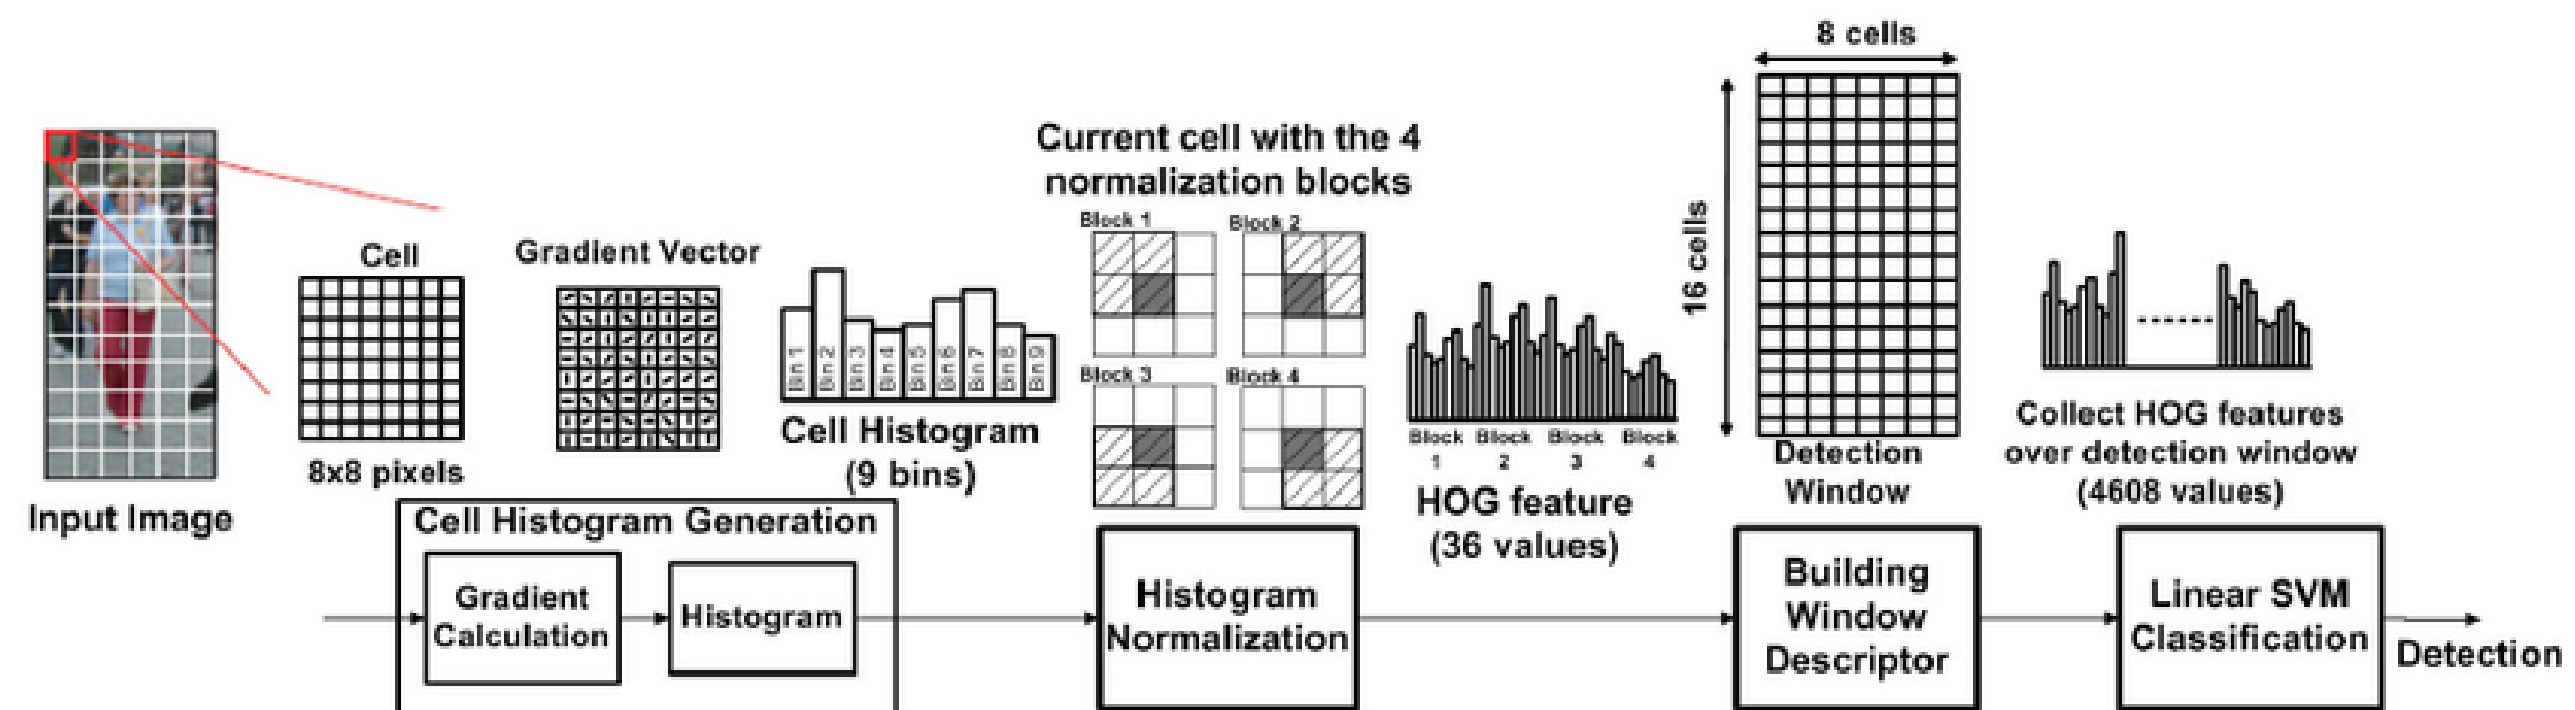 Input Image
Cell
8x8 pixels
Gradient Vector
Bin 1
Bin 2
Bin 3
Bin 4
Bin 5
Bin 6
Bin 7
Bin 8
Bin 9
Cell Histogram
(9 bins)
Cell Histogram Generation
Gradient
Calculation
Histogram
Current cell with the 4
normalization blocks
Block 1
Block 2
Block 3
Block 4
Histogram
Normalization
Block Block Block Block
1 2 3 4
HOG feature
(36 values)
8 cells
16 cells
Detection
Window
Building
Window
Descriptor
Collect HOG features
over detection window
(4608 values)
Linear SVM
Classification
Detection